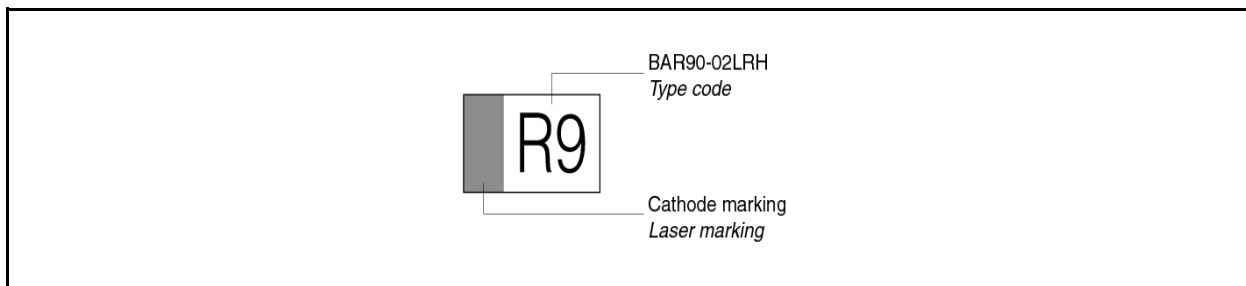 BAR90-02LRH
Type code
R9
Cathode marking
Laser marking